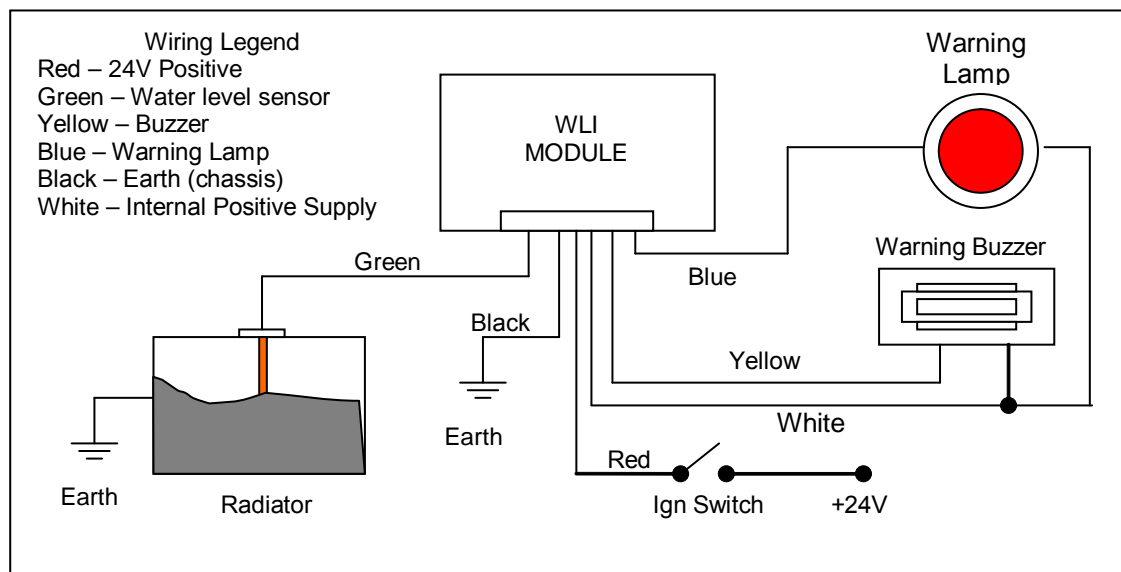 Wiring Legend
Red – 24V Positive
Green – Water level sensor
Yellow – Buzzer
Blue – Warning Lamp
Black – Earth (chassis)
White – Internal Positive Supply
WLI
MODULE
Warning
Lamp
Warning Buzzer
Green
Blue
Black
Yellow
White
Earth
Red
Earth
Radiator
Ign Switch
+24V